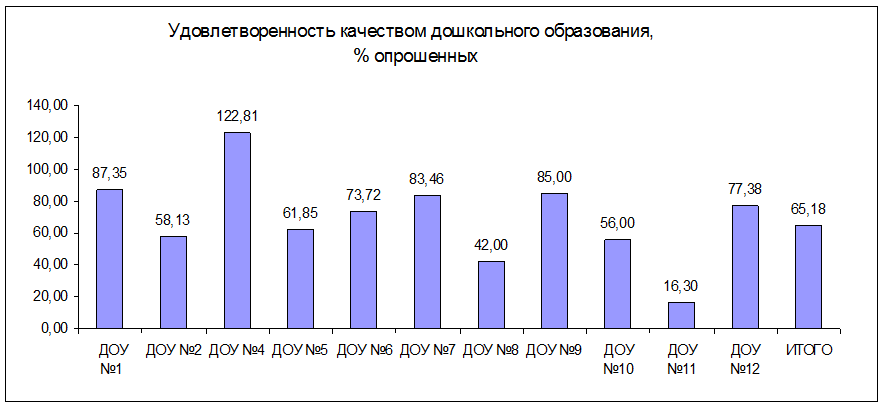 Удовлетворенность качеством дошкольного образования,
% опрошенных
140,00
120,00
100,00
80,00
60,00
40,00
20,00
0,00
87,35
58,13
122,81
61,85
73,72
83,46
42,00
85,00
56,00
16,30
77,38
65,18
ДОУ
№1
ДОУ №2
ДОУ №4
ДОУ №5
ДОУ №6
ДОУ №7
ДОУ №8
ДОУ №9
ДОУ
№10
ДОУ
№11
ДОУ
№12
ИТОГО